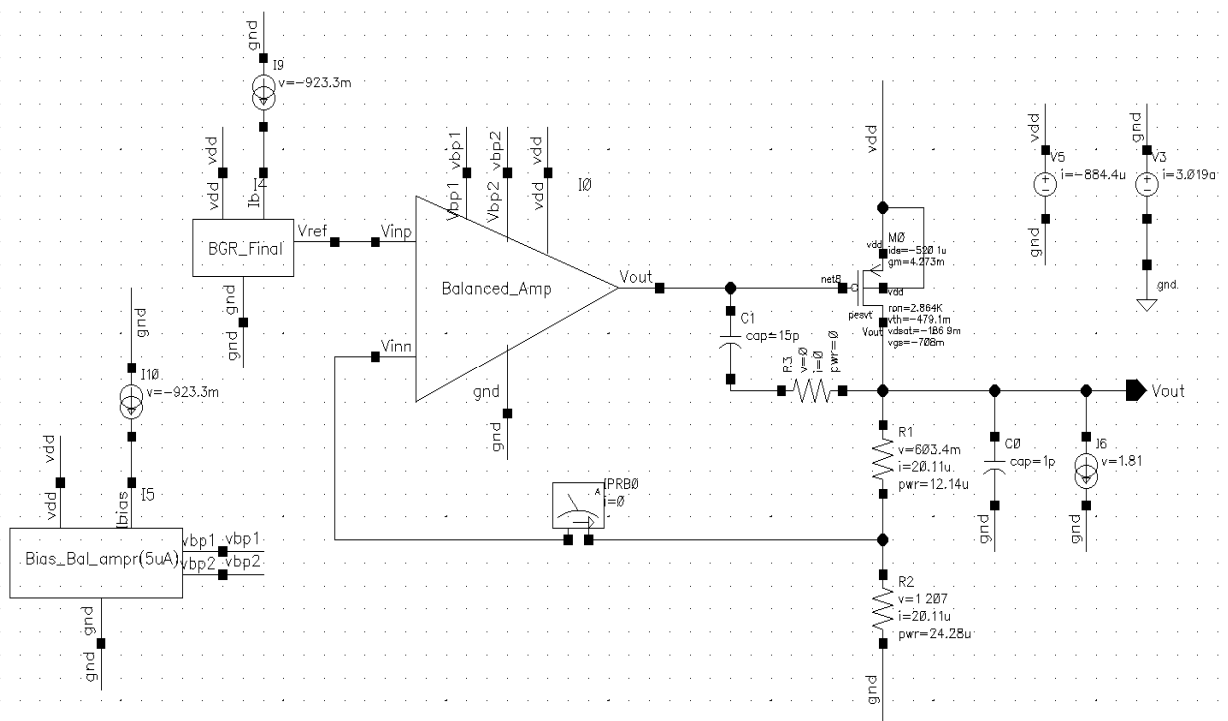 gnd
I9
v=-923.3m
vdd
vdd
I4
Ib
BGR_Final
Vref
gnd
gnd
vbp1
Vbp1
vbp2
Vbp2
vdd
vdd
I0
Vinp
Balanced_Amp
Vout
Vinn
gnd
gnd
gnd
I10
v=-923.3m
vdd
vdd
I5
Ibias
Bias_Bal_ampr(5uA)
vbp1
vbp1
vbp2
vbp2
gnd
gnd
C1
cap=15p
R3
v=0
i=0
pwr=0
IPRB0
A
i=0
vdd
M0
vdd
gm=4.273m
net8
vdd
pesvt
ron=2.864K
vth=-479.1m
Vout
vdsat=-186.9m
vgs=-708m
R1
v=603.4m
i=20.11u
pwr=12.14u
R2
v=1.207
i=20.11u
pwr=24.28u
gnd
C0
cap=1p
gnd
I6
v=1.81
gnd
Vout
vdd
V5
i=-884.4u
gnd
gnd
V3
i=3.019a
gnd